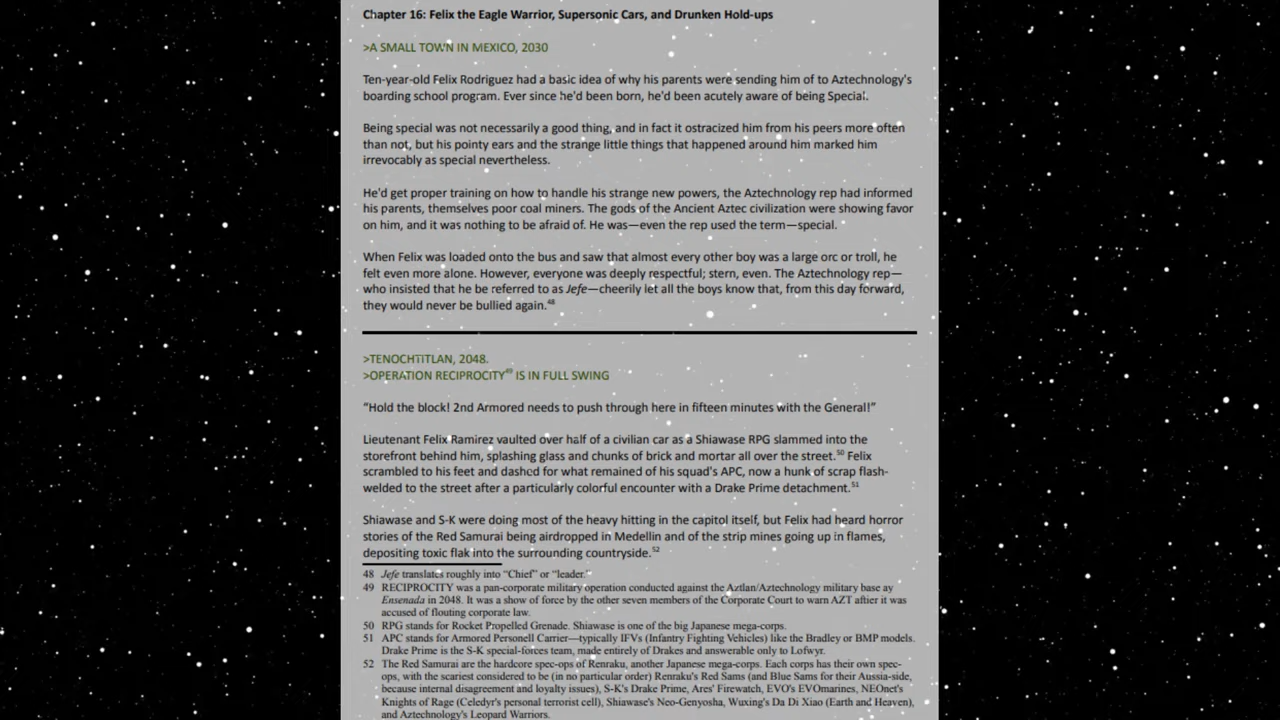 Chapter 16: Felix the Eagle Warrior, Supersonic Cars, and Drunken Hold-ups
>A SMALL TOWN IN MEXICO, 2030
Ten-year-old Felix Rodriguez had a basic idea of why his parents were sending him of to Aztechnology's
boarding school program. Ever since he'd been born, he'd been acutely aware of being Special.
Being special was not necessarily a good thing, and in fact it ostracized him from his peers more often
than not, but his pointy ears and the strange little things that happened around him marked him
irrevocably as special nevertheless.
He'd get proper training on how to handle his strange new powers, the Aztechnology rep had informed
his parents, themselves poor coal miners. The gods of the Ancient Aztec civilization were showing favor
on him, and it was nothing to be afraid of. He was—even the rep used the term—special.
When Felix was loaded onto the bus and saw that almost every other boy was a large orc or troll, he
felt even more alone. However, everyone was deeply respectful; stern, even. The Aztechnology rep—
who insisted that he be referred to as Jefe—cheerily let all the boys know that, from this day forward,
they would never be bullied again.48
>TENOCHTITLAN, 2048.
>OPERATION RECIPROCITY49 IS IN FULL SWING
“Hold the block! 2nd Armored needs to push through here in fifteen minutes with the General!”
Lieutenant Felix Ramirez vaulted over half of a civilian car as a Shiawase RPG slammed into the
storefront behind him, splashing glass and chunks of brick and mortar all over the street.50 Felix
scrambled to his feet and dashed for what remained of his squad's APC, now a hunk of scrap flash-
welded to the street after a particularly colorful encounter with a Drake Prime detachment.51
Shiawase and S-K were doing most of the heavy hitting in the capitol itself, but Felix had heard horror
stories of the Red Samurai being airdropped in Medellin and of the strip mines going up in flames,
depositing toxic flak into the surrounding countryside.52
48 Jefe translates roughly into “Chief” or “leader.”
49 RECIPROCITY was a pan-corporate military operation conducted against the Aztlan/Aztechnology military base ay
Ensenada in 2048. It was a show of force by the other seven members of the Corporate Court to warn AZT aftier it was
accused of flouting corporate law.
50 RPG stands for Rocket Propelled Grenade. Shiawase is one of the big Japanese mega-corps.
51 APC stands for Armored Personell Carrier—typically IFVs (Infantry Fighting Vehicles) like the Bradley or BMP models.
Drake Prime is the S-K special-forces team, made entirely of Drakes and answerable only to Lofwyr.
52 The Red Samurai are the hardcore spec-ops of Renraku, another Japanese mega-corps. Each corps has their own spec-
ops, with the scariest considered to be (in no particular order) Renraku's Red Sams (and Blue Sams for their Aussia-side,
because internal disagreement and loyalty issues), S-K's Drake Prime, Ares' Firewatch, EVO's EVOmarines, NEOnet's
Knights of Rage (Celedyr's personal terrorist cell), Shiawase's Neo-Genyosha, Wuxing's Da Di Xiao (Earth and Heaven),
and Aztechnology's Leopard Warriors.